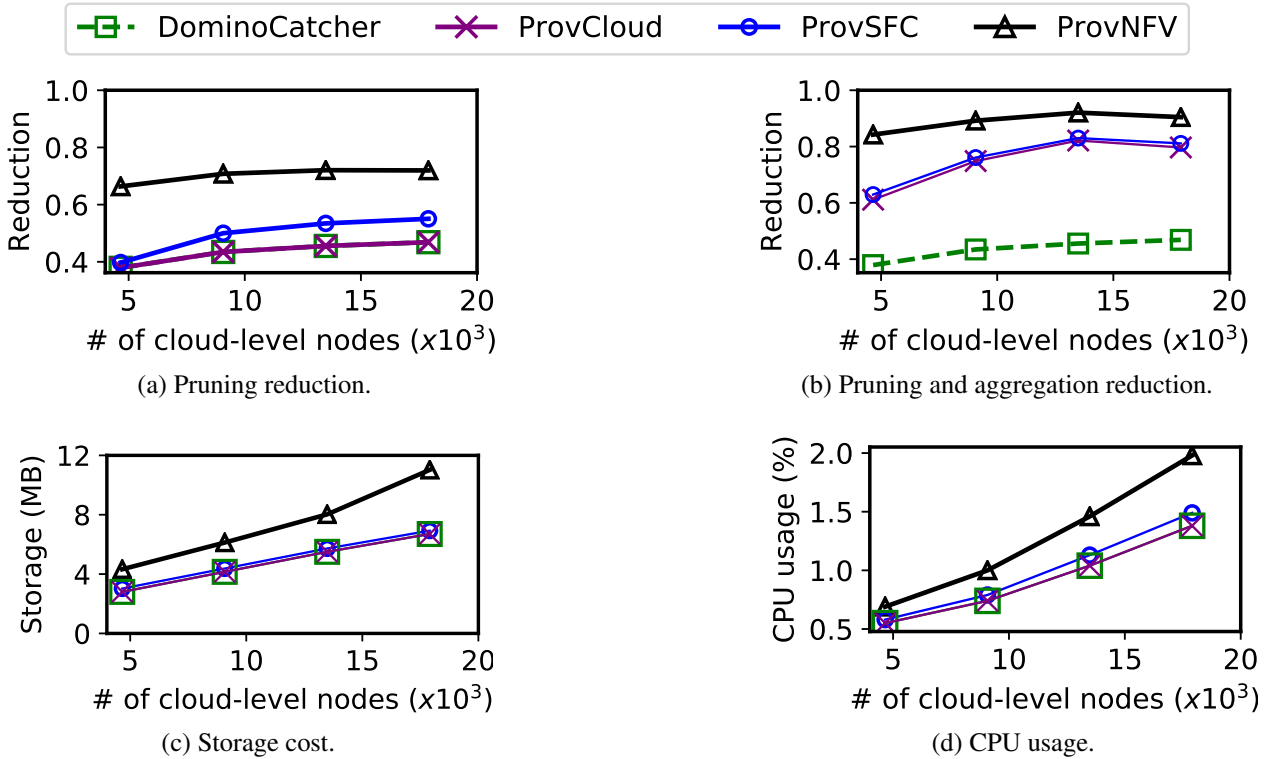 DominoCatcher ProvCloud ProvSFC ProvNFV
1.0
0.8
0.6
0.4
Reduction
5 10 15 20
# of cloud-level nodes (x10³)
(a) Pruning reduction.
1.0
0.8
0.6
0.4
Reduction
5 10 15 20
# of cloud-level nodes (x10³)
(b) Pruning and aggregation reduction.
12
8
4
0
Storage (MB)
5 10 15 20
# of cloud-level nodes (x10³)
(c) Storage cost.
2.0
1.5
1.0
0.5
CPU usage (%)
5 10 15 20
# of cloud-level nodes (x10³)
(d) CPU usage.